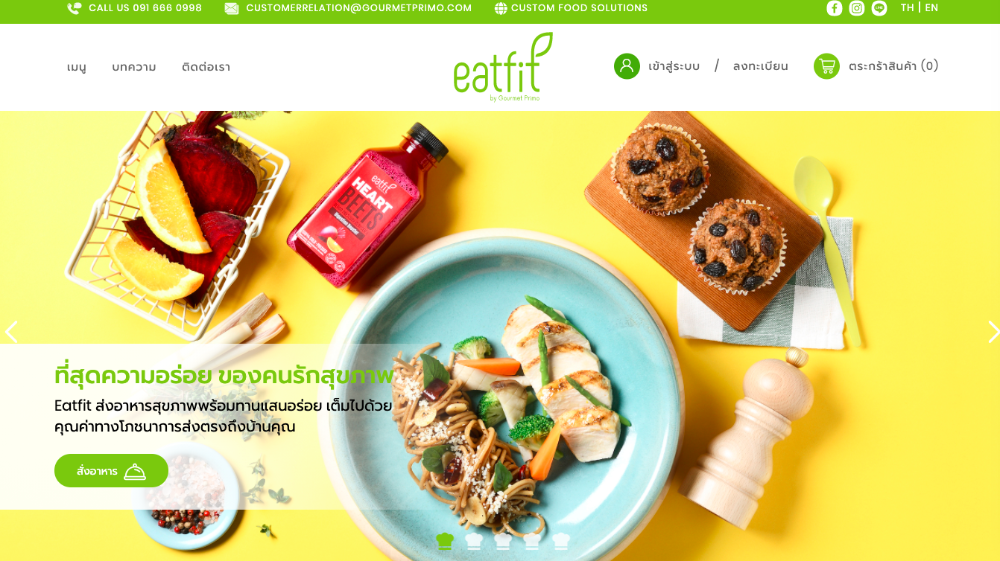 CALL US 091 666 0998
CUSTOMERRELATION@GOURMETPRIMO.COM
CUSTOM FOOD SOLUTIONS
TH | EN
เมนู
บทความ
ติดต่อเรา
eatfit
by Gourmet Primo
เข้าสู่ระบบ / ลงทะเบียน
ตระกร้าสินค้า (0)
eatfit
HEART
BEETS
Digestion Booster
ที่สุดความอร่อย ของคนรักสุขภาพ
Eatfit ส่งอาหารสุขภาพพร้อมทานแสนอร่อย เต็มไปด้วย
คุณค่าทางโภชนาการส่งตรงถึงบ้านคุณ
สั่งอาหาร